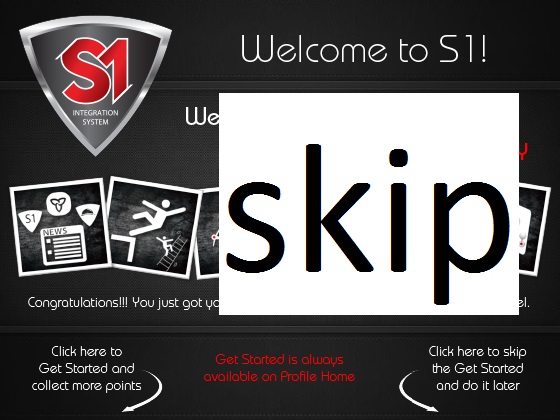 Welcome to S1!
S1
INTEGRATION
SYSTEM
We
y
S1
NEWS
skip
Congratulations!!! You just got yo
el.
Click here to
Get Started and
collect more points
Get Started is always
available on Profile Home
Click here to skip
the Get Started
and do it later